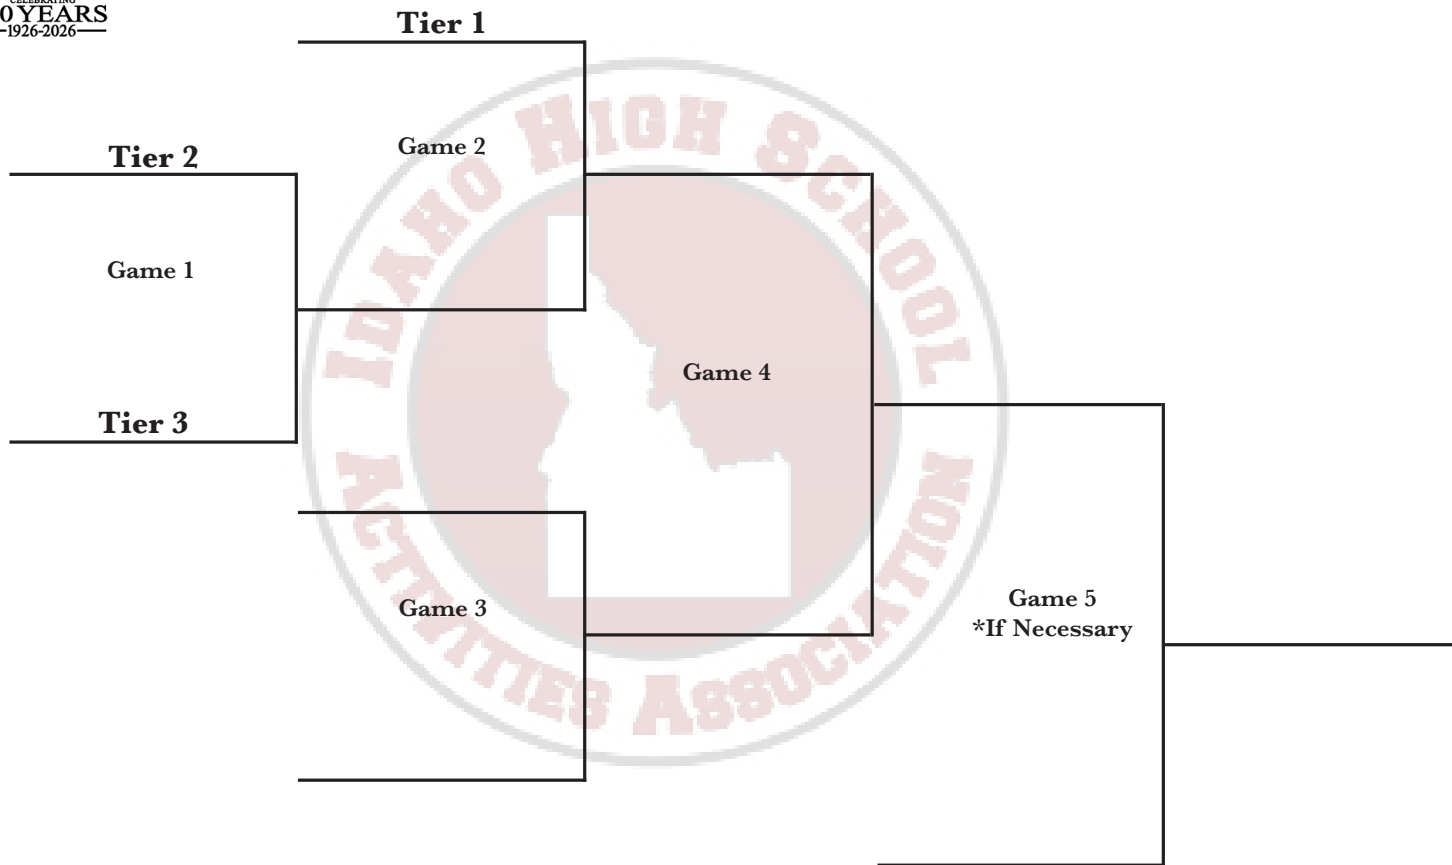 CELEBRATING
0 YEARS
1926-2026
Tier 1
Game 2
Tier 2
Game 1
Tier 3
Game 4
Game 3
Game 5
*If Necessary
IDAHO HIGH SCHOOL
ACTIVITIES ASSOCIATION